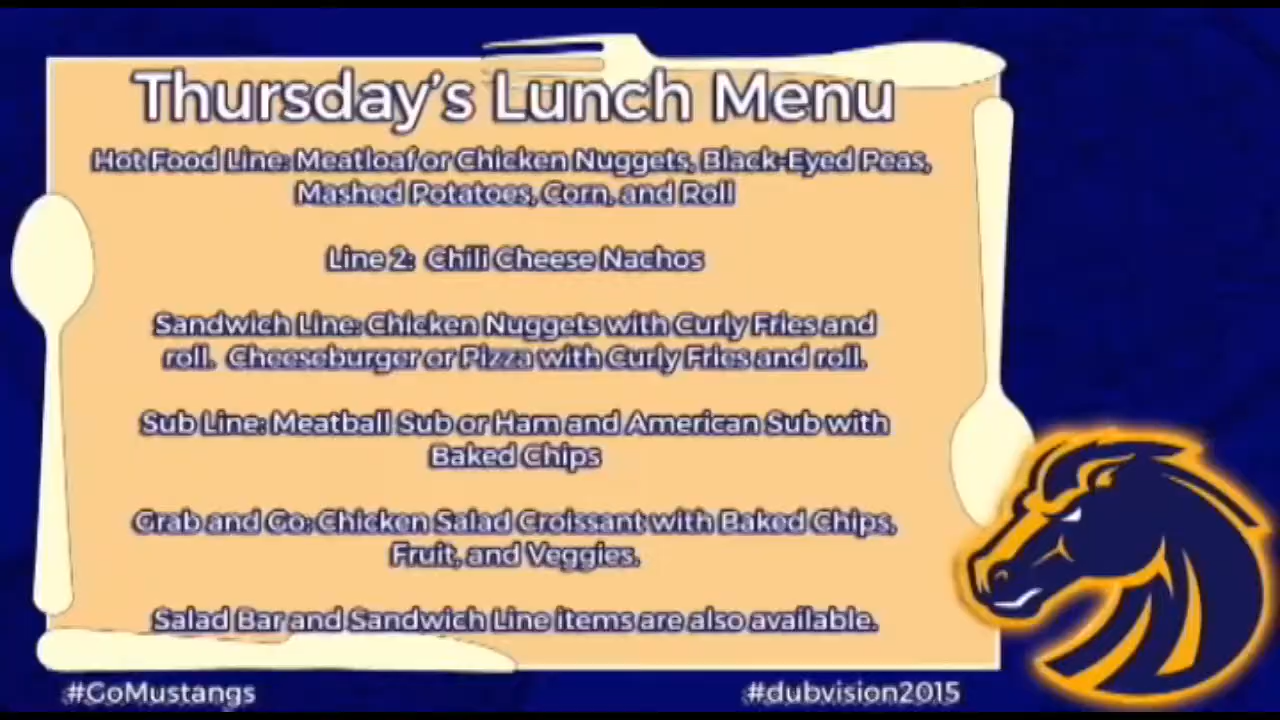 Thursday's Lunch Menu
Hot Food Line: Meatloaf or Chicken Nuggets, Black-Eyed Peas,
Mashed Potatoes, Corn, and Roll
Line 2:  Chili Cheese Nachos
Sandwich Line: Chicken Nuggets with Curly Fries and
roll.  Cheeseburger or Pizza with Curly Fries and roll.
Sub Line: Meatball Sub or Ham and American Sub with
Baked Chips
Grab and Go: Chicken Salad Croissant with Baked Chips,
Fruit, and Veggies.
Salad Bar and Sandwich Line items are also available.
#GoMustangs
#dubvision2015